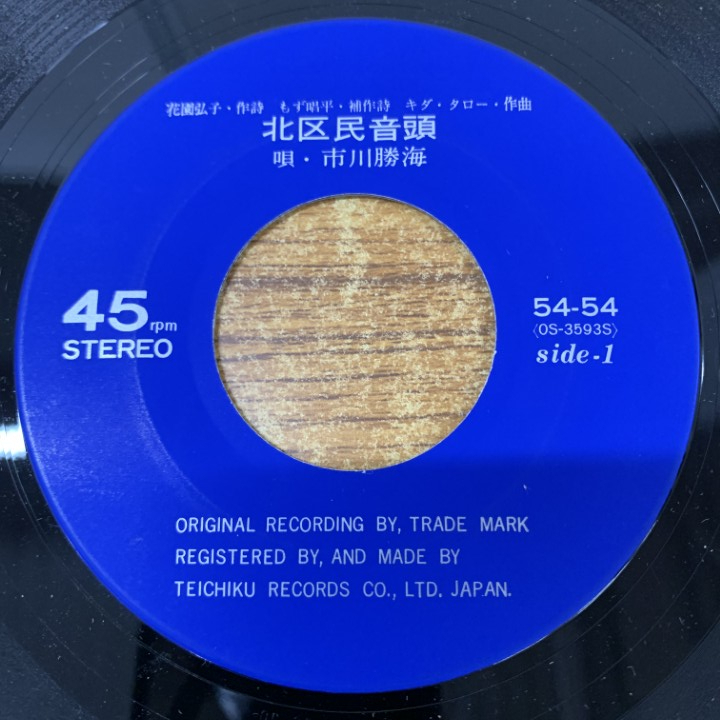 花園弘子・作詩 もず唱平・補作詩 キダ・タロー・作曲
北区民音頭
唄・市川勝海
45rpm
STEREO
54-54
〈OS-3593S〉
side-1
ORIGINAL RECORDING BY, TRADE MARK
REGISTERED BY, AND MADE BY
TEICHIKU RECORDS CO., LTD. JAPAN.